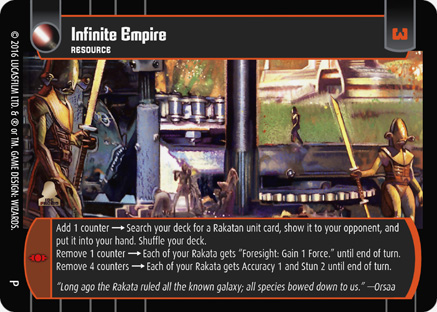 Infinite Empire
RESOURCE
© 2016 LUCASFILM LTD. & ® or TM. GAME DESIGN: WIZARDS.
P
Add 1 counter → Search your deck for a Rakatan unit card, show it to your opponent, and
put it into your hand. Shuffle your deck.
Remove 1 counter → Each of your Rakata gets "Foresight: Gain 1 Force." until end of turn.
Remove 4 counters → Each of your Rakata gets Accuracy 1 and Stun 2 until end of turn.
"Long ago the Rakata ruled all the known galaxy; all species bowed down to us." —Orsaa